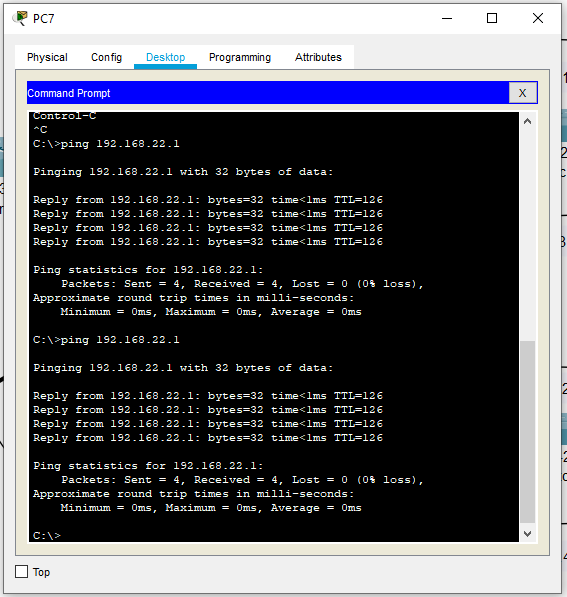 PC7
Physical Config Desktop Programming Attributes
Command Prompt X
Control-C
^C
C:\>ping 192.168.22.1
Pinging 192.168.22.1 with 32 bytes of data:
Reply from 192.168.22.1: bytes=32 time<1ms TTL=126
Reply from 192.168.22.1: bytes=32 time<1ms TTL=126
Reply from 192.168.22.1: bytes=32 time<1ms TTL=126
Reply from 192.168.22.1: bytes=32 time<1ms TTL=126
Ping statistics for 192.168.22.1:
Packets: Sent = 4, Received = 4, Lost = 0 (0% loss),
Approximate round trip times in milli-seconds:
Minimum = 0ms, Maximum = 0ms, Average = 0ms
C:\>ping 192.168.22.1
Pinging 192.168.22.1 with 32 bytes of data:
Reply from 192.168.22.1: bytes=32 time<1ms TTL=126
Reply from 192.168.22.1: bytes=32 time<1ms TTL=126
Reply from 192.168.22.1: bytes=32 time<1ms TTL=126
Reply from 192.168.22.1: bytes=32 time<1ms TTL=126
Ping statistics for 192.168.22.1:
Packets: Sent = 4, Received = 4, Lost = 0 (0% loss),
Approximate round trip times in milli-seconds:
Minimum = 0ms, Maximum = 0ms, Average = 0ms
C:\>
Top